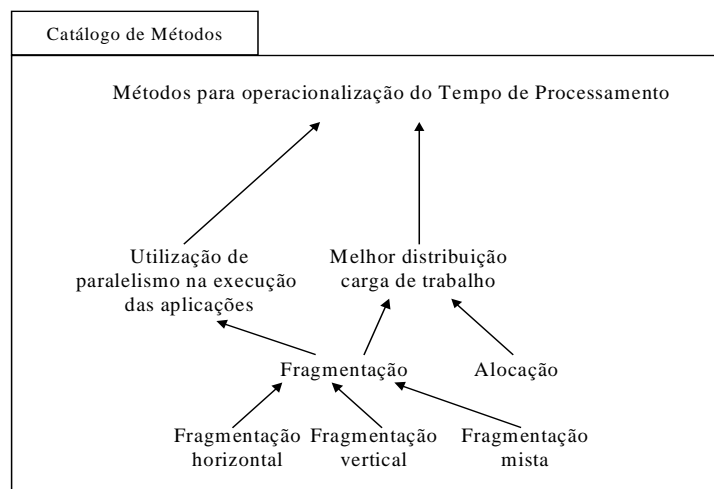 Catálogo de Métodos
Métodos para operacionalização do Tempo de Processamento
Utilização de
paralelismo na execução
das aplicações
Melhor distribuição
carga de trabalho
Fragmentação
Alocação
Fragmentação
horizontal
Fragmentação
vertical
Fragmentação
mista